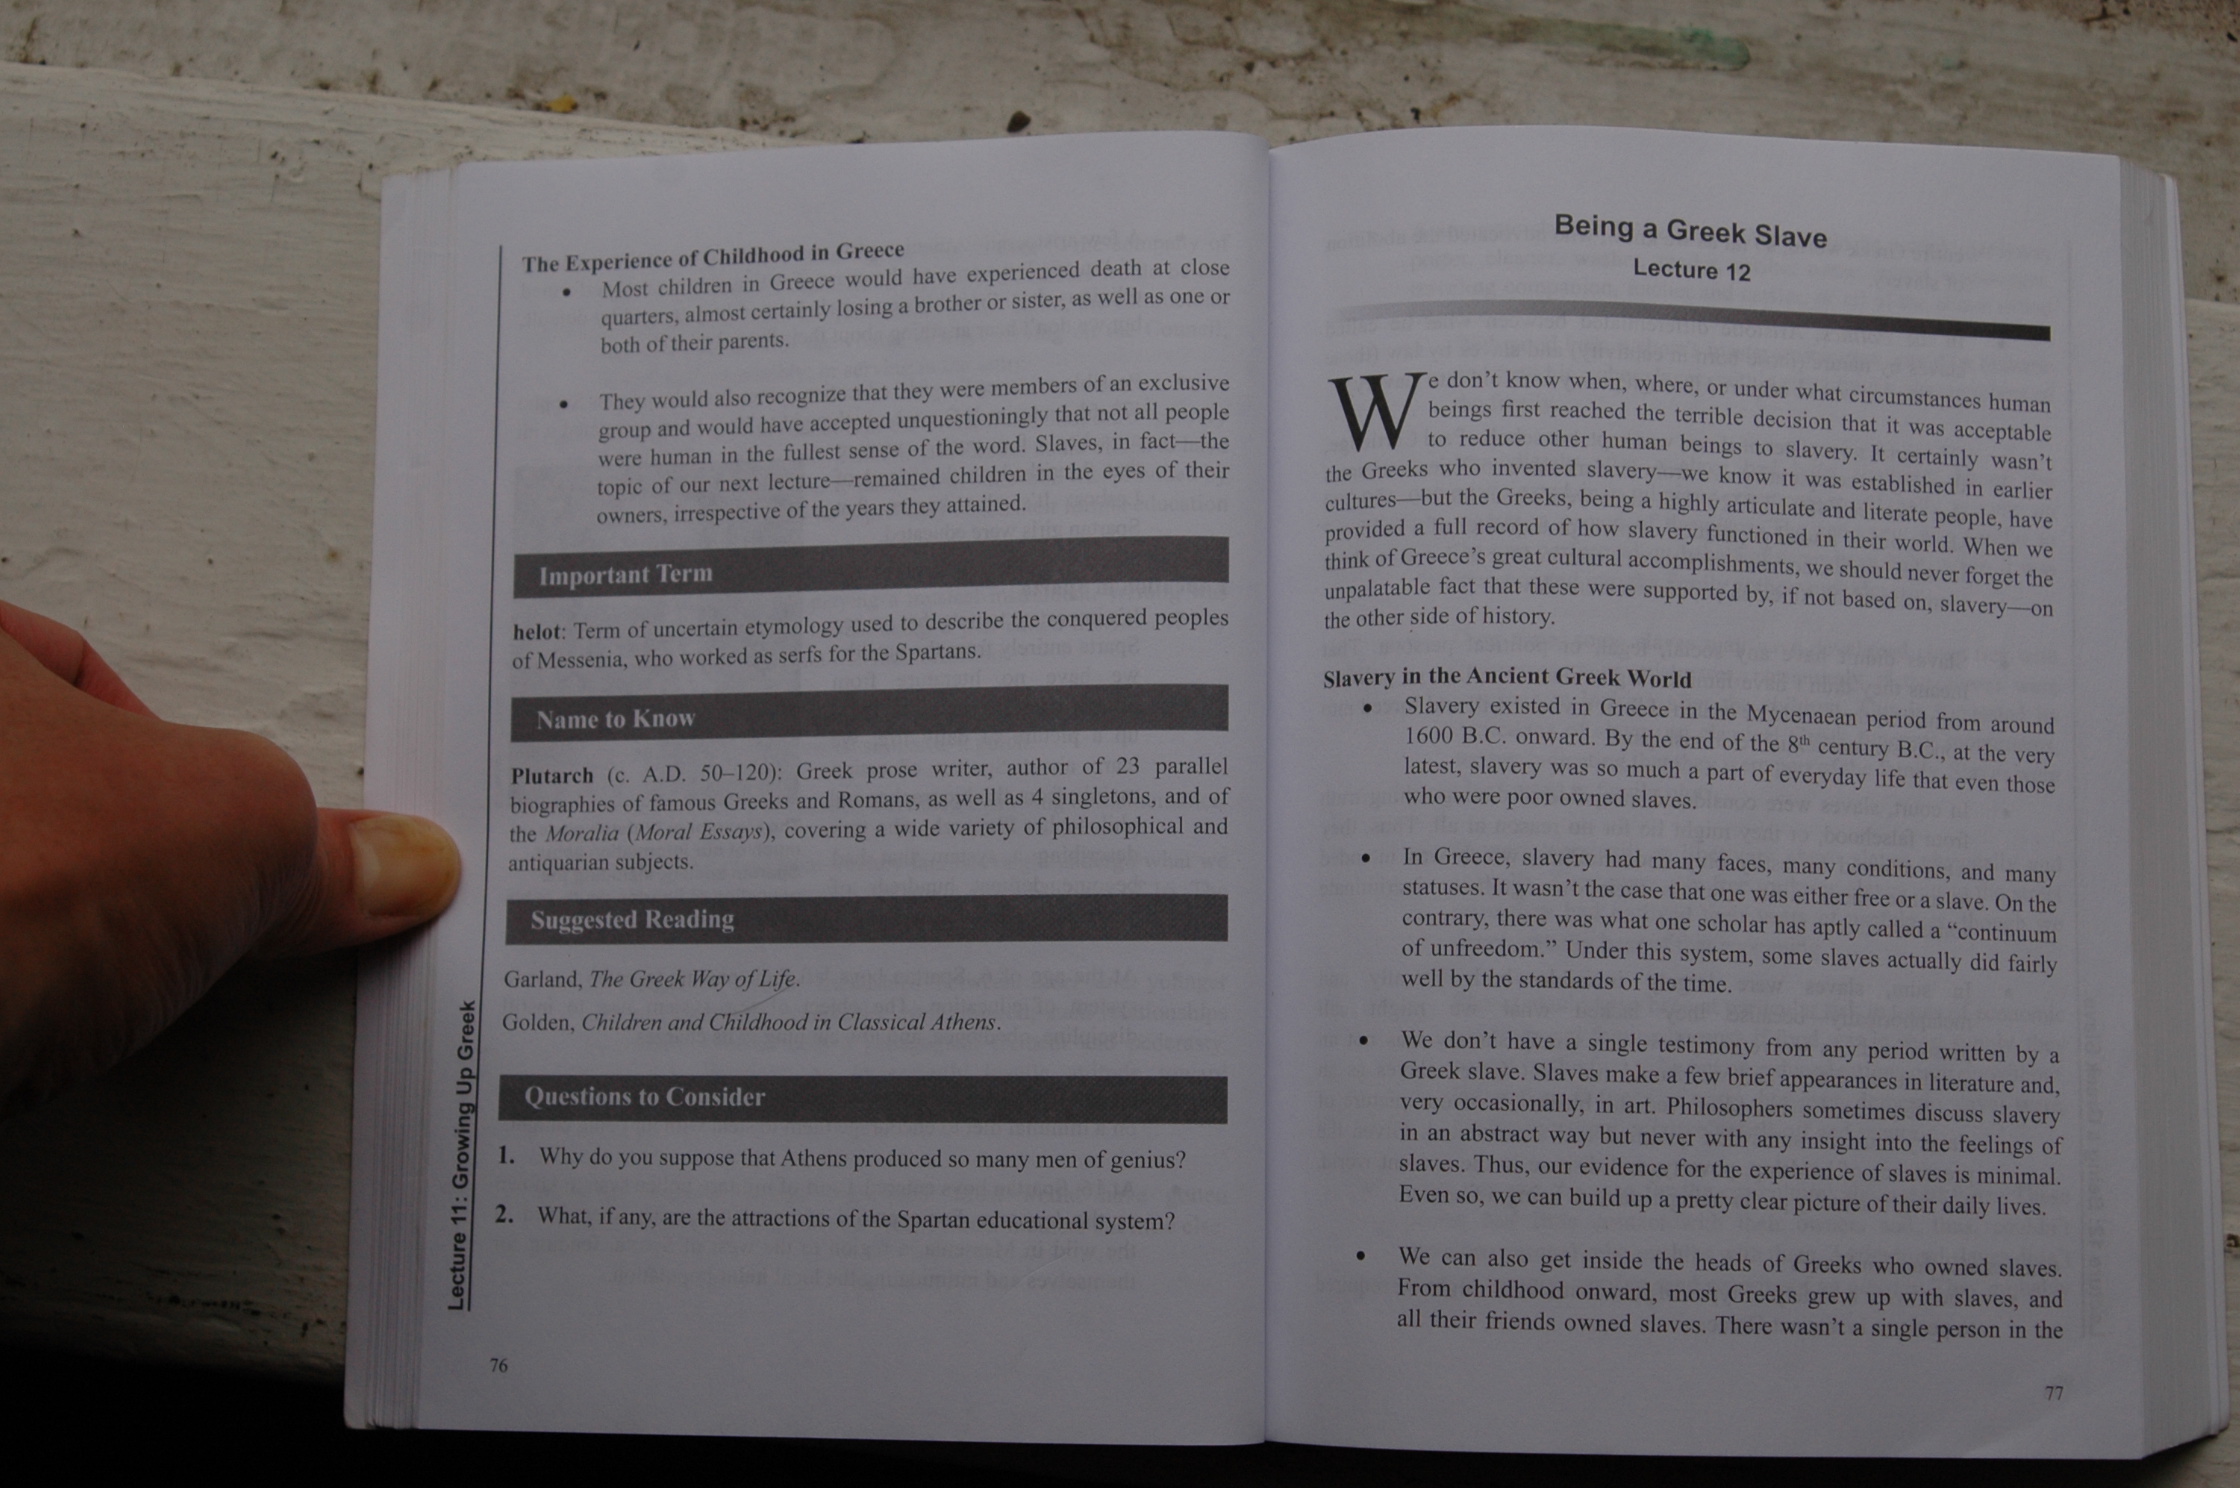 The Experience of Childhood in Greece
• Most children in Greece would have experienced death at close
quarters, almost certainly losing a brother or sister, as well as one or
both of their parents.
• They would also recognize that they were members of an exclusive
group and would have accepted unquestioningly that not all people
were human in the fullest sense of the word. Slaves, in fact—the
topic of our next lecture—remained children in the eyes of their
owners, irrespective of the years they attained.
Important Term
helot: Term of uncertain etymology used to describe the conquered peoples
of Messenia, who worked as serfs for the Spartans.
Name to Know
Plutarch (c. A.D. 50–120): Greek prose writer, author of 23 parallel
biographies of famous Greeks and Romans, as well as 4 singletons, and of
the Moralia (Moral Essays), covering a wide variety of philosophical and
antiquarian subjects.
Suggested Reading
Garland, The Greek Way of Life.
Golden, Children and Childhood in Classical Athens.
Questions to Consider
1. Why do you suppose that Athens produced so many men of genius?
2. What, if any, are the attractions of the Spartan educational system?
Lecture 11: Growing Up Greek
76
Being a Greek Slave
Lecture 12
We don't know when, where, or under what circumstances human
beings first reached the terrible decision that it was acceptable
to reduce other human beings to slavery. It certainly wasn't
the Greeks who invented slavery—we know it was established in earlier
cultures—but the Greeks, being a highly articulate and literate people, have
provided a full record of how slavery functioned in their world. When we
think of Greece's great cultural accomplishments, we should never forget the
unpalatable fact that these were supported by, if not based on, slavery—on
the other side of history.
Slavery in the Ancient Greek World
• Slavery existed in Greece in the Mycenaean period from around
1600 B.C. onward. By the end of the 8th century B.C., at the very
latest, slavery was so much a part of everyday life that even those
who were poor owned slaves.
• In Greece, slavery had many faces, many conditions, and many
statuses. It wasn't the case that one was either free or a slave. On the
contrary, there was what one scholar has aptly called a “continuum
of unfreedom.” Under this system, some slaves actually did fairly
well by the standards of the time.
• We don't have a single testimony from any period written by a
Greek slave. Slaves make a few brief appearances in literature and,
very occasionally, in art. Philosophers sometimes discuss slavery
in an abstract way but never with any insight into the feelings of
slaves. Thus, our evidence for the experience of slaves is minimal.
Even so, we can build up a pretty clear picture of their daily lives.
• We can also get inside the heads of Greeks who owned slaves.
From childhood onward, most Greeks grew up with slaves, and
all their friends owned slaves. There wasn't a single person in the
77